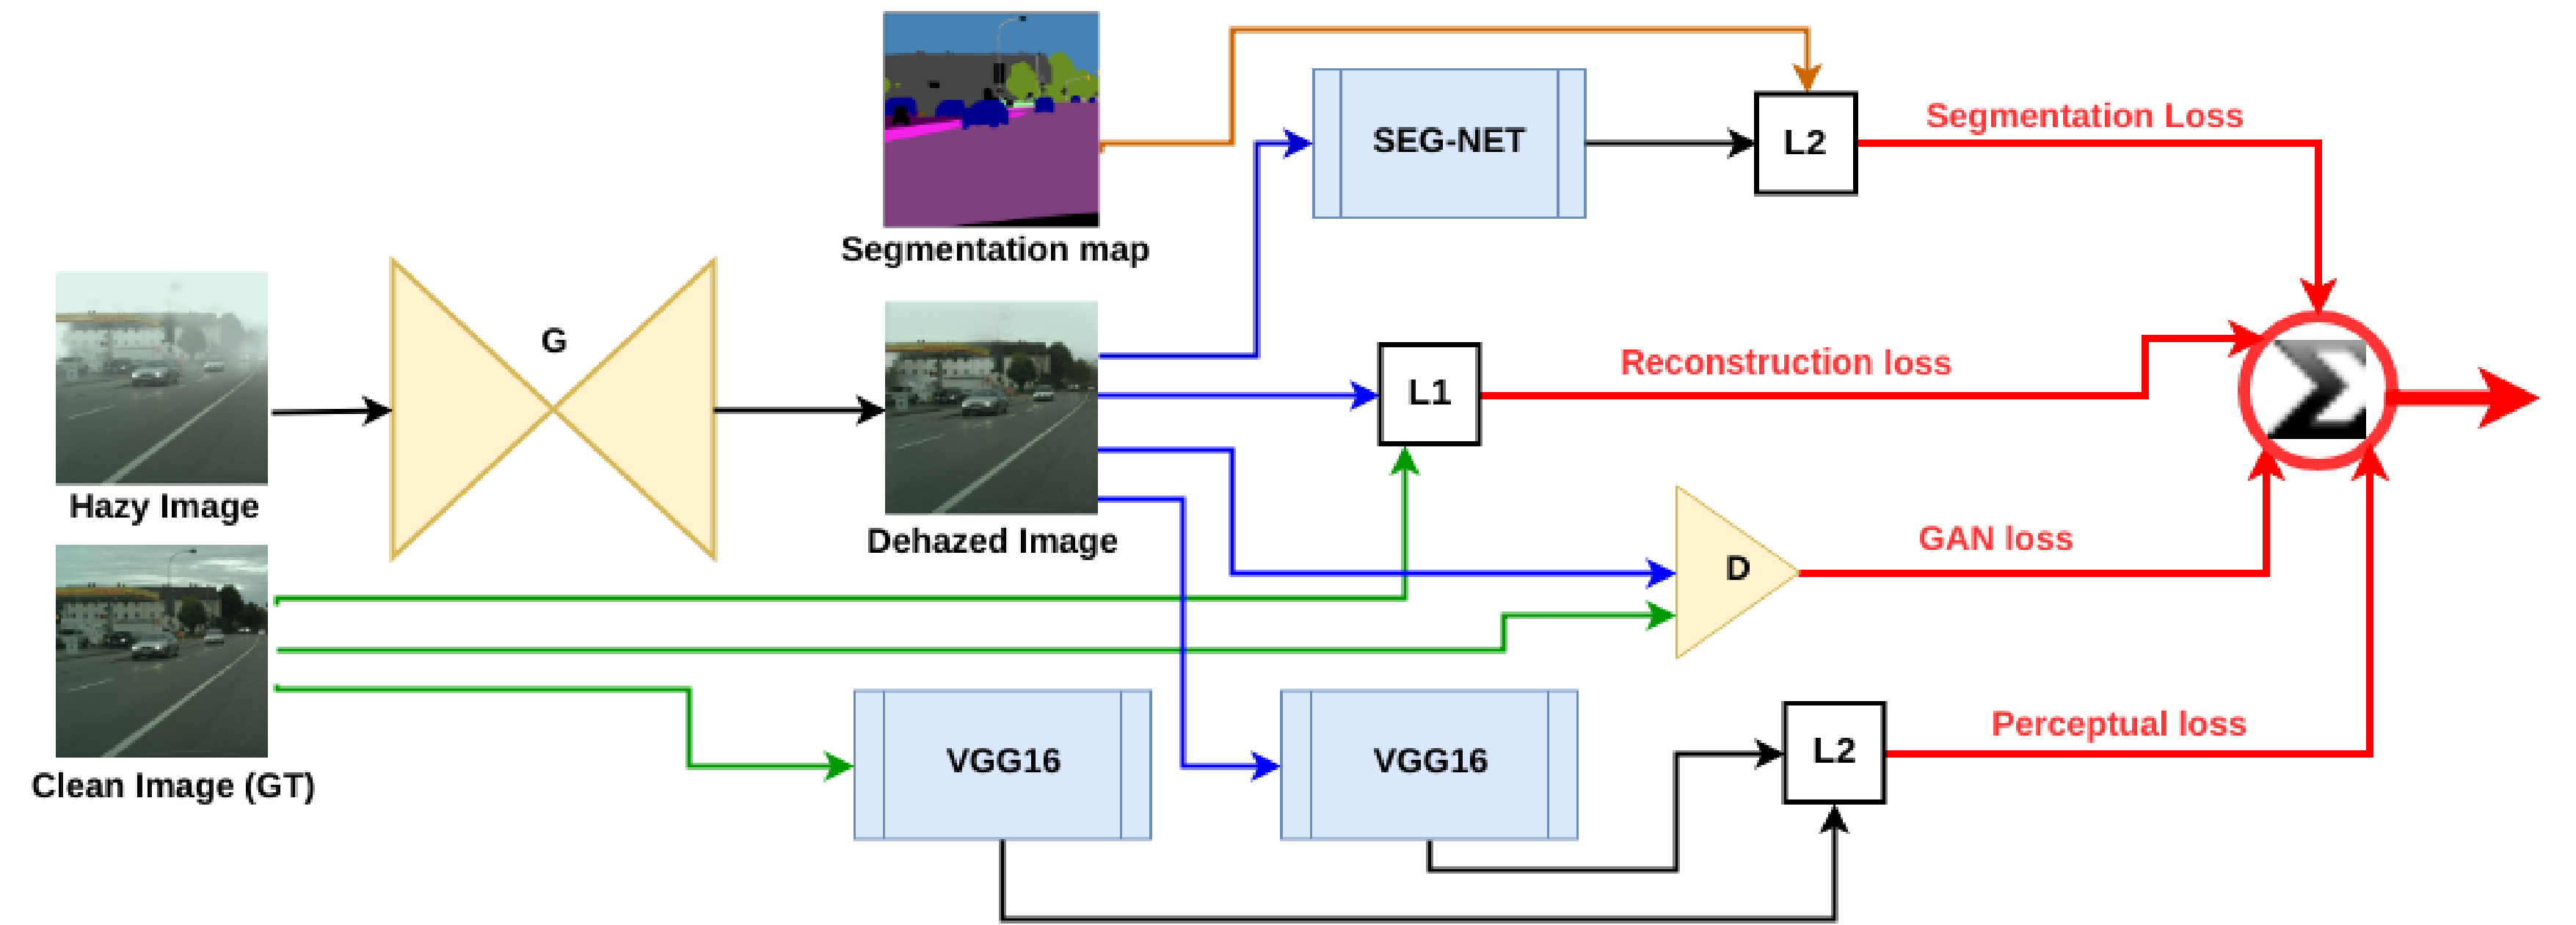 SEG-NET
L2
Segmentation Loss
Segmentation map
G
Hazy Image
Dehazed Image
L1
Reconstruction loss
Σ
D
GAN loss
Clean Image (GT)
VGG16
VGG16
L2
Perceptual loss